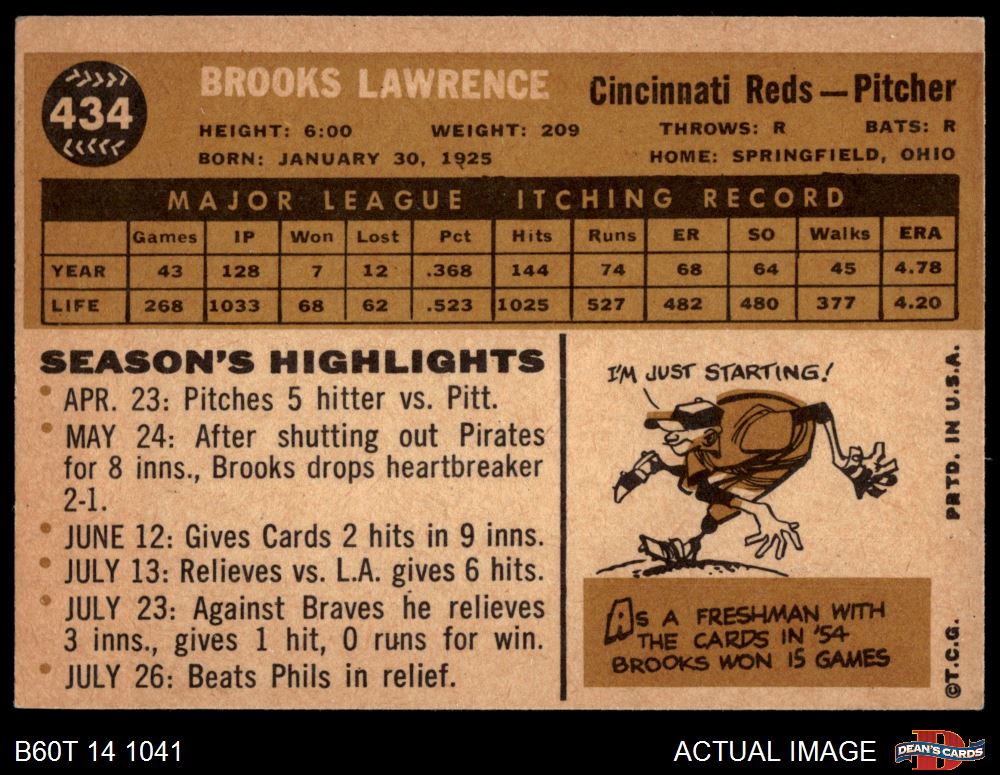 434
BROOKS LAWRENCE
Cincinnati Reds—Pitcher
HEIGHT: 6:00 WEIGHT: 209 THROWS: R BATS: R
BORN: JANUARY 30, 1925 HOME: SPRINGFIELD, OHIO
MAJOR LEAGUE ITCHING RECORD
Games IP Won Lost Pct Hits Runs ER SO Walks ERA
YEAR 43 128 7 12 .368 144 74 68 64 45 4.78
LIFE 268 1033 68 62 .523 1025 527 482 480 377 4.20
SEASON'S HIGHLIGHTS
APR. 23: Pitches 5 hitter vs. Pitt.
MAY 24: After shutting out Pirates
for 8 inns., Brooks drops heartbreaker
2-1.
JUNE 12: Gives Cards 2 hits in 9 inns.
JULY 13: Relieves vs. L.A. gives 6 hits.
JULY 23: Against Braves he relieves
3 inns., gives 1 hit, 0 runs for win.
JULY 26: Beats Phils in relief.
I'M JUST STARTING!
AS A FRESHMAN WITH
THE CARDS IN '54
BROOKS WON 15 GAMES
©T.C.G. PRTD. IN U.S.A.
B60T 14 1041
ACTUAL IMAGE
D
DEAN'S CARDS